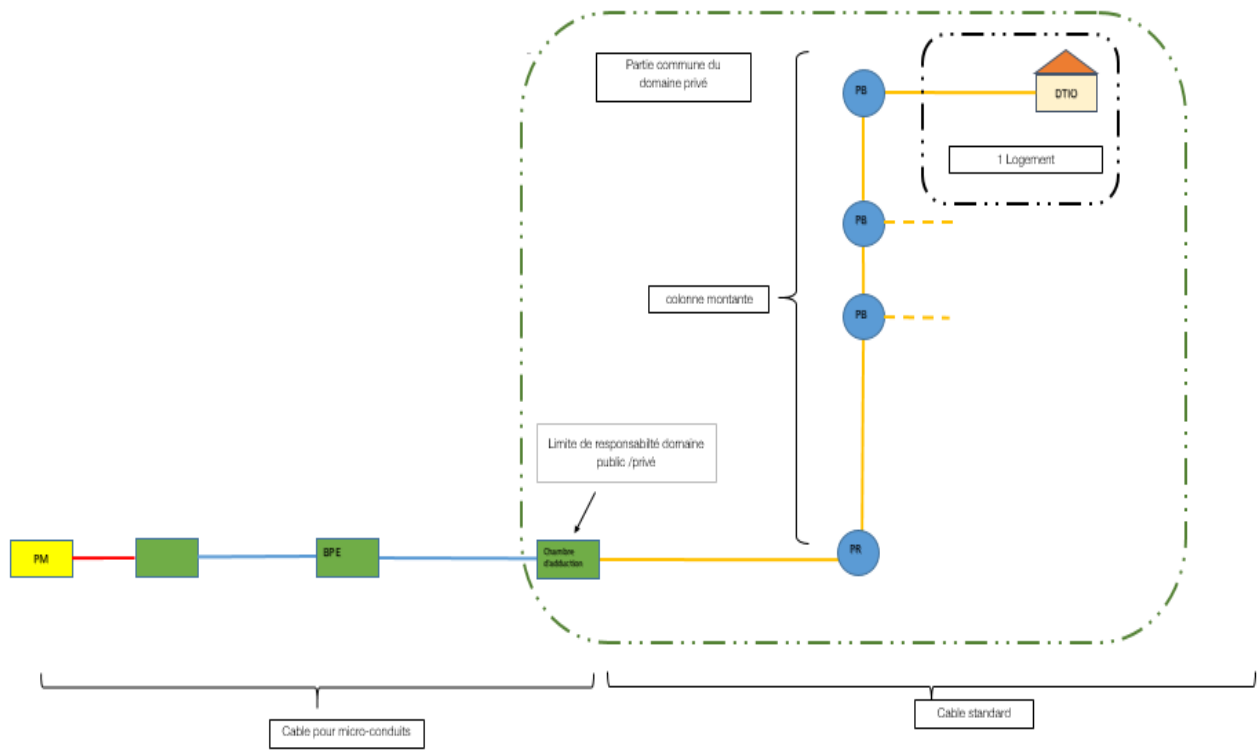 Partie commune du
domaine privé
PB
DTIO
1 Logement
PB
colonne montante
PB
Limite de responsabilté domaine
public /privé
PM
BPE
Chambre
d'adduction
PR
Cable pour micro-conduits
Cable standard